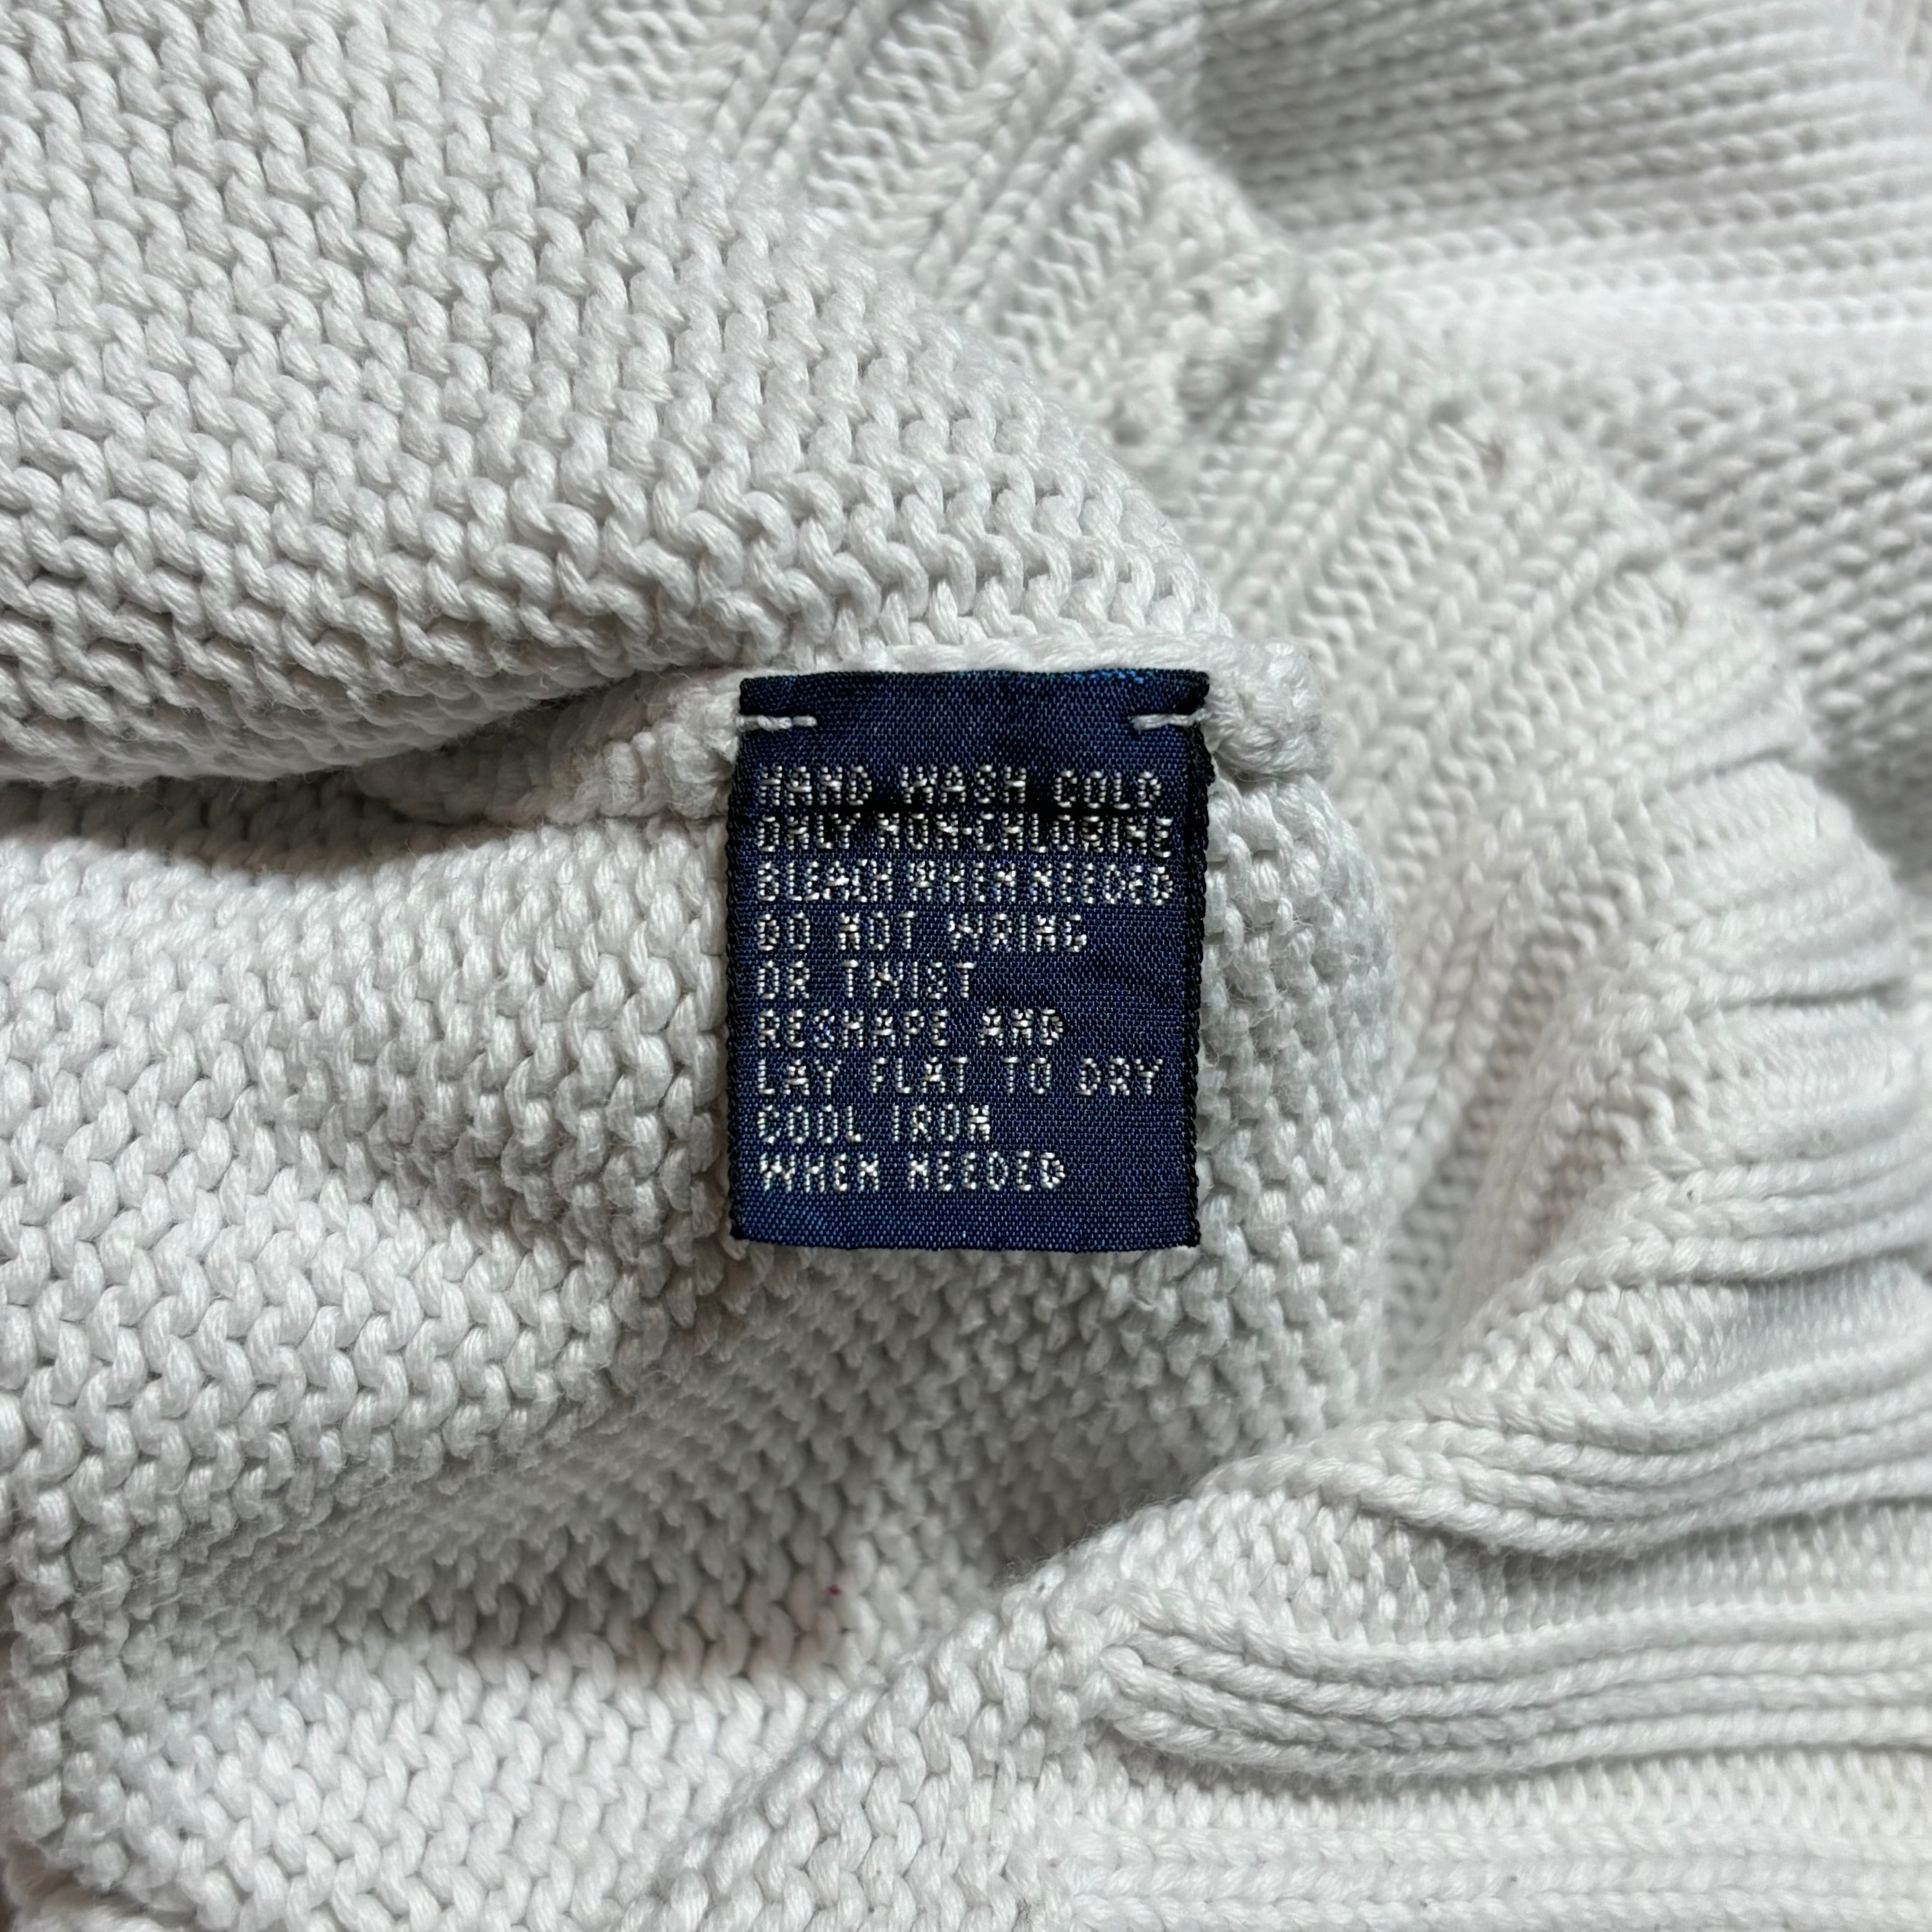 HAND WASH COLD
ONLY NON-CHLORINE
BLEACH WHEN NEEDED
DO NOT WRING
OR TWIST
RESHAPE AND
LAY FLAT TO DRY
COOL IRON
WHEN NEEDED